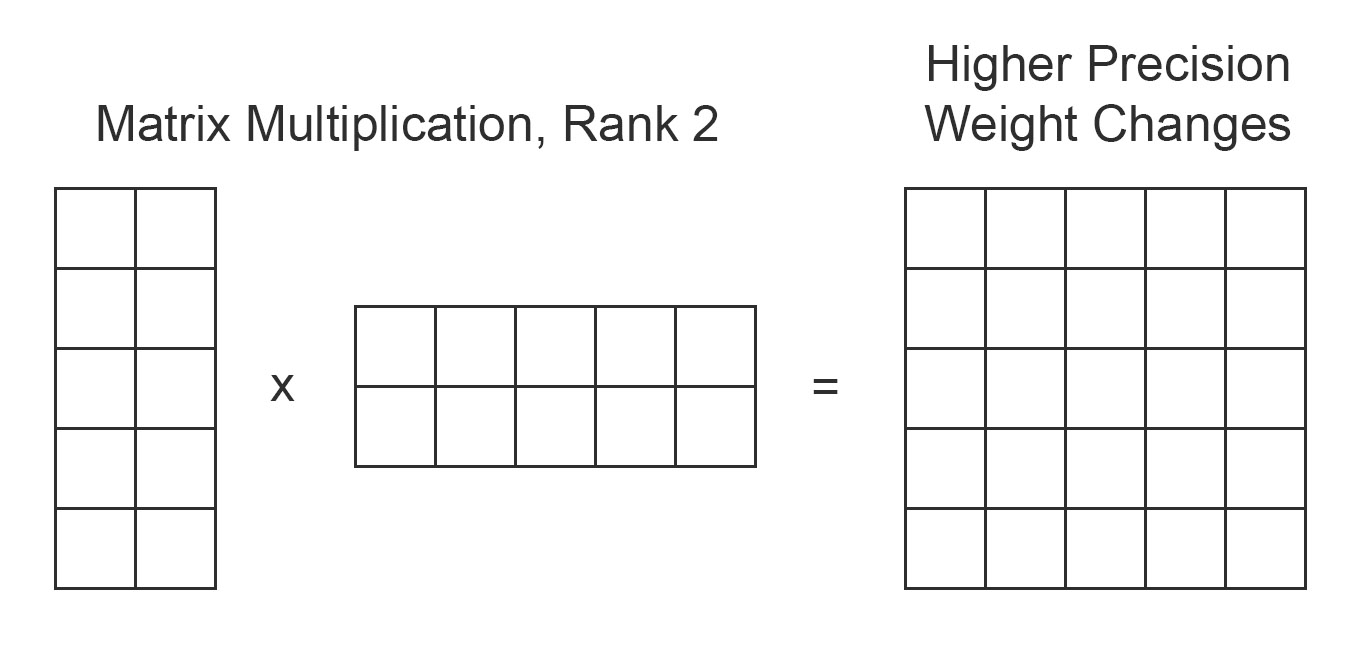 Higher Precision
Matrix Multiplication, Rank 2
Weight Changes
x
=